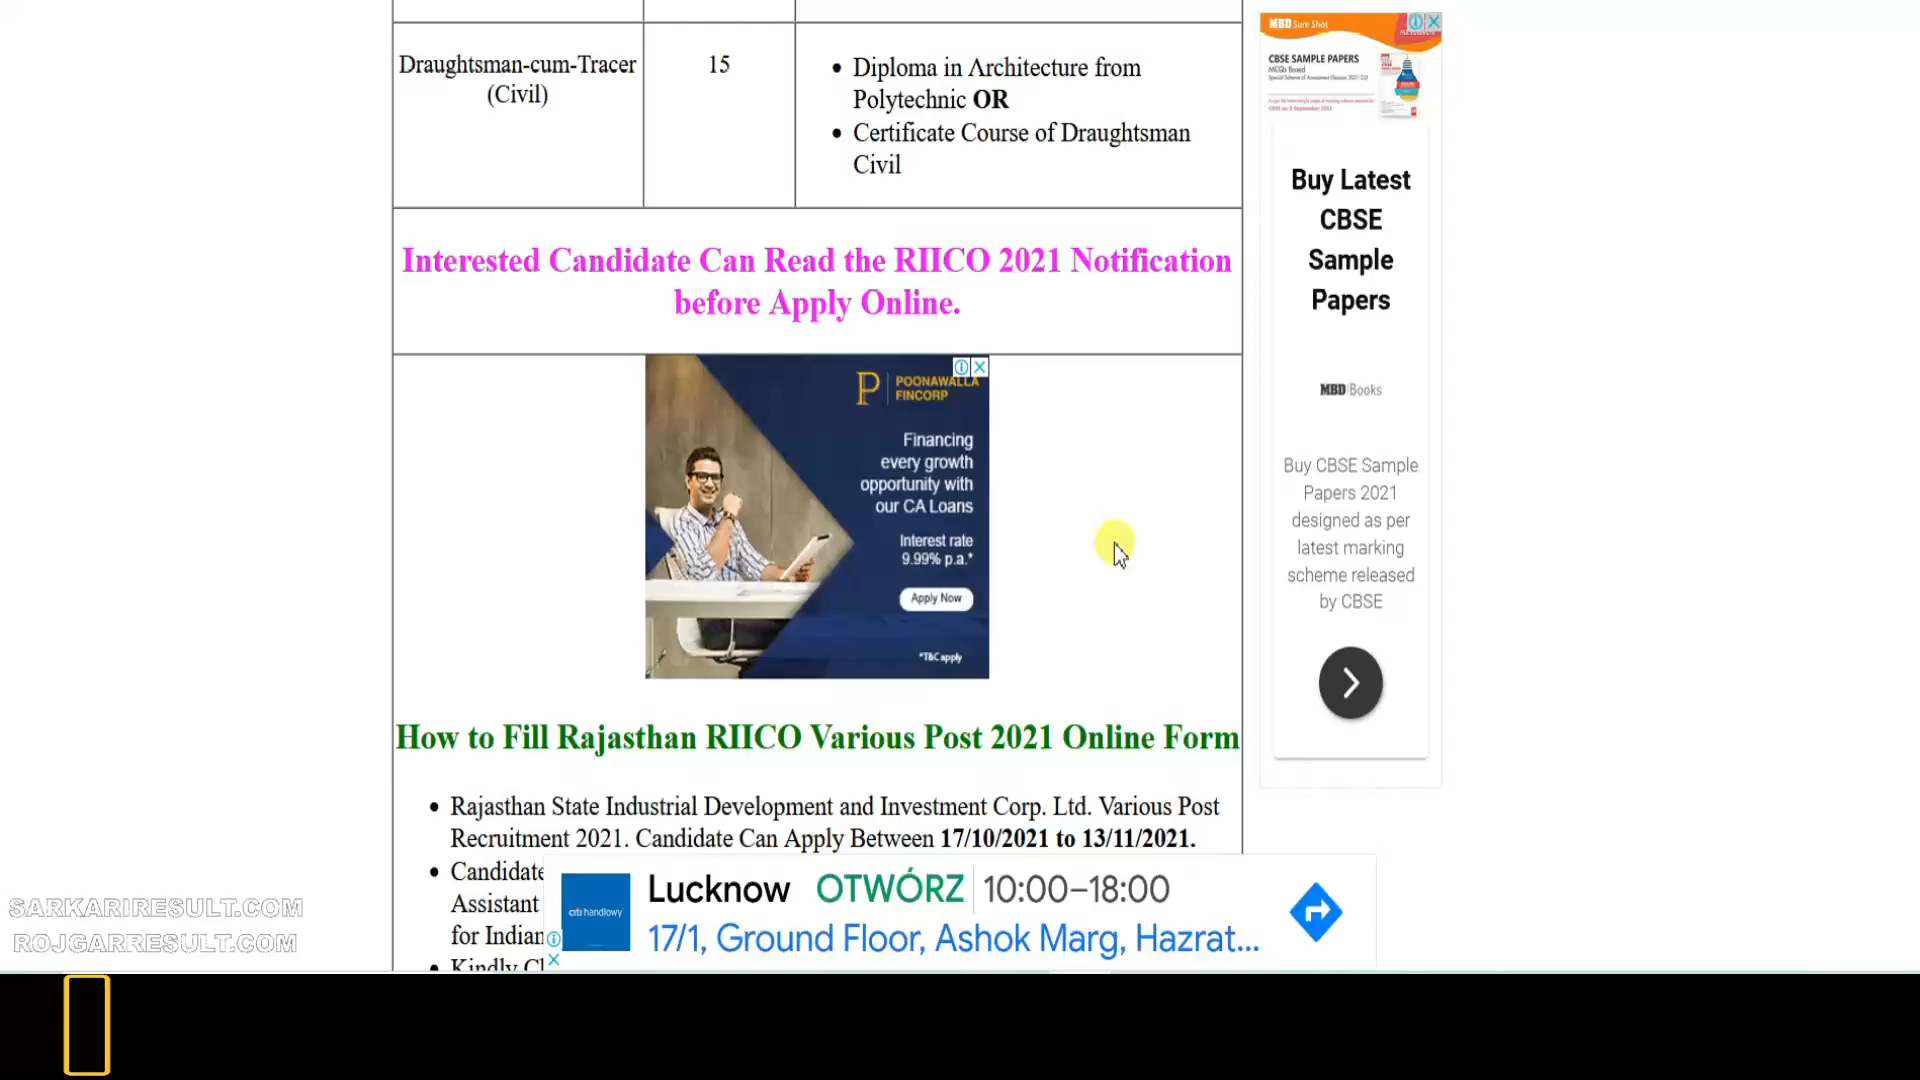 Draughtsman-cum-Tracer
(Civil)
15
Diploma in Architecture from
Polytechnic OR
Certificate Course of Draughtsman
Civil
Interested Candidate Can Read the RIICO 2021 Notification
before Apply Online.
POONAWALLA
FINCORP
Financing
every growth
opportunity with
our CA Loans
Interest rate
9.99% p.a.*
Apply Now
*T&C apply
How to Fill Rajasthan RIICO Various Post 2021 Online Form
Rajasthan State Industrial Development and Investment Corp. Ltd. Various Post
Recruitment 2021. Candidate Can Apply Between 17/10/2021 to 13/11/2021.
Candidate
Assistant
for Indian
Kindly
citi handlowy
Lucknow OTWÓRZ 10:00–18:00
17/1, Ground Floor, Ashok Marg, Hazrat...
MBD Sure Shot
CBSE SAMPLE PAPERS
MCQs Based
Buy Latest
CBSE
Sample
Papers
MBD Books
Buy CBSE Sample
Papers 2021
designed as per
latest marking
scheme released
by CBSE
SARKARIRESULT.COM
ROJGARRESULT.COM